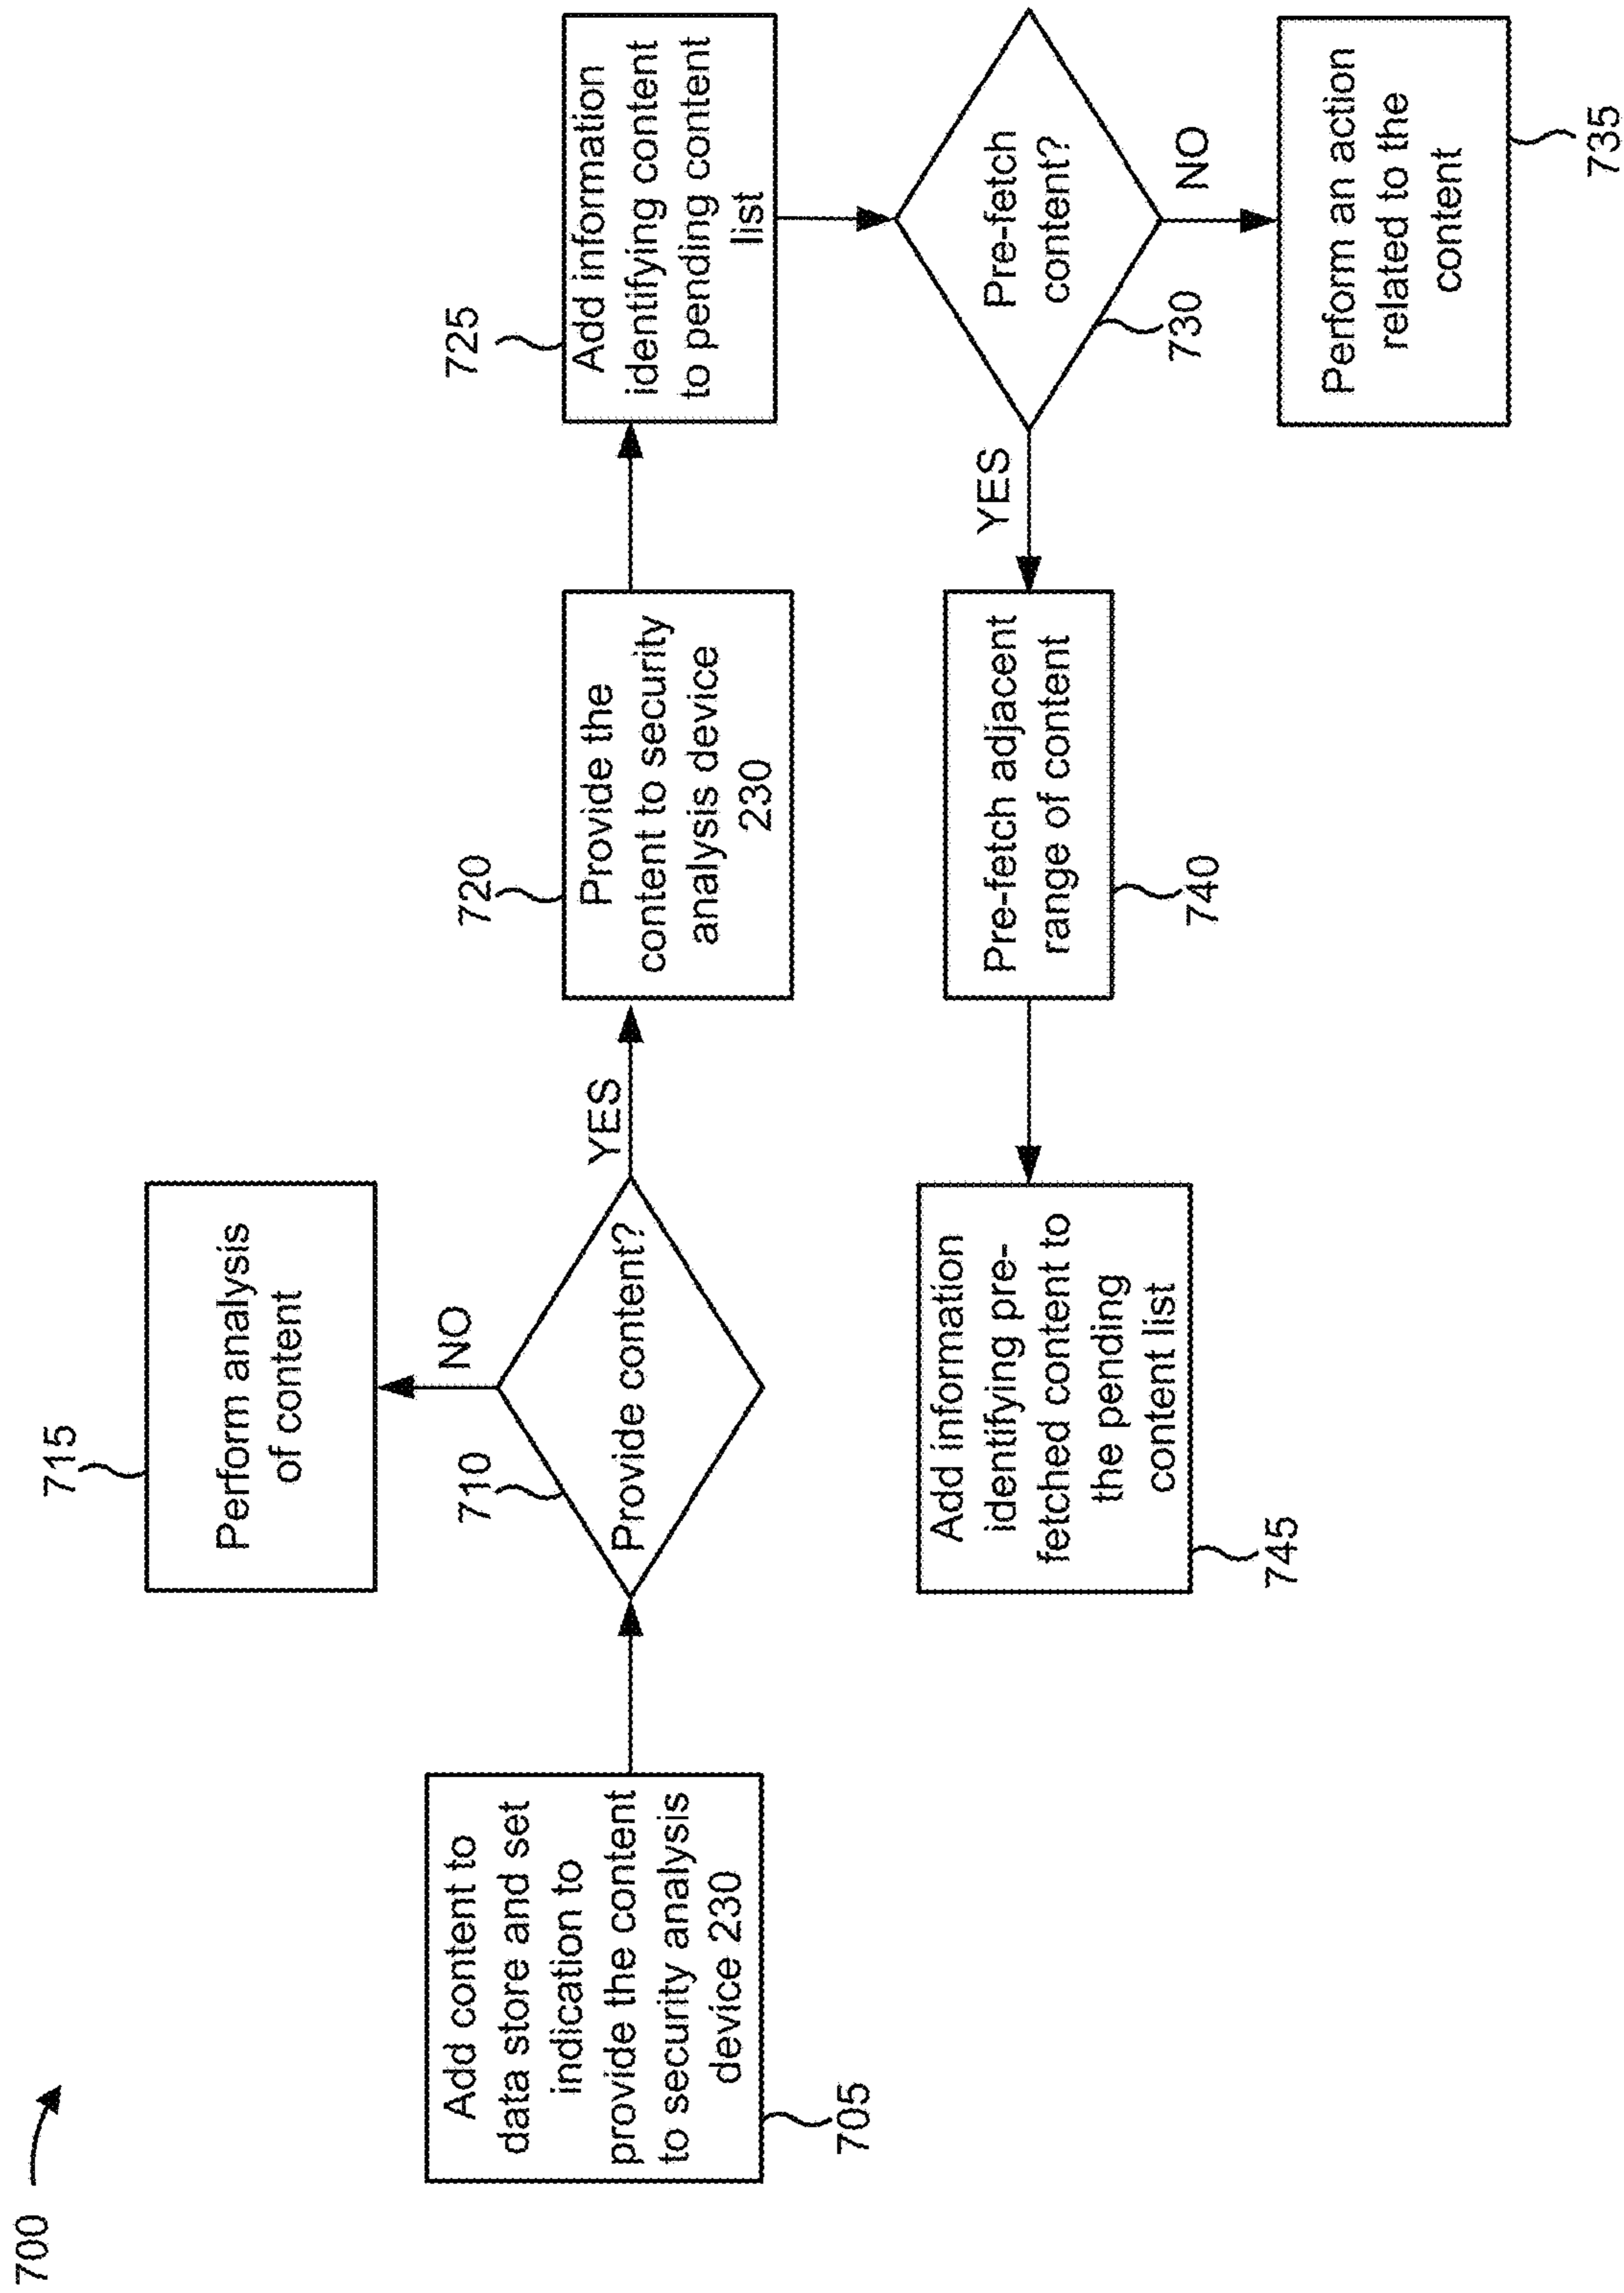 700
705
Add content to
data store and set
indication to
provide the content
to security analysis
device 230
710
Provide content?
NO
715
Perform analysis
of content
YES
720
Provide the
content to security
analysis device
230
725
Add information
identifying content
to pending content
list
Pre-fetch
content?
730
NO
Perform an action
related to the
content
735
YES
Pre-fetch adjacent
range of content
740
Add information
identifying pre-
fetched content to
the pending
content list
745